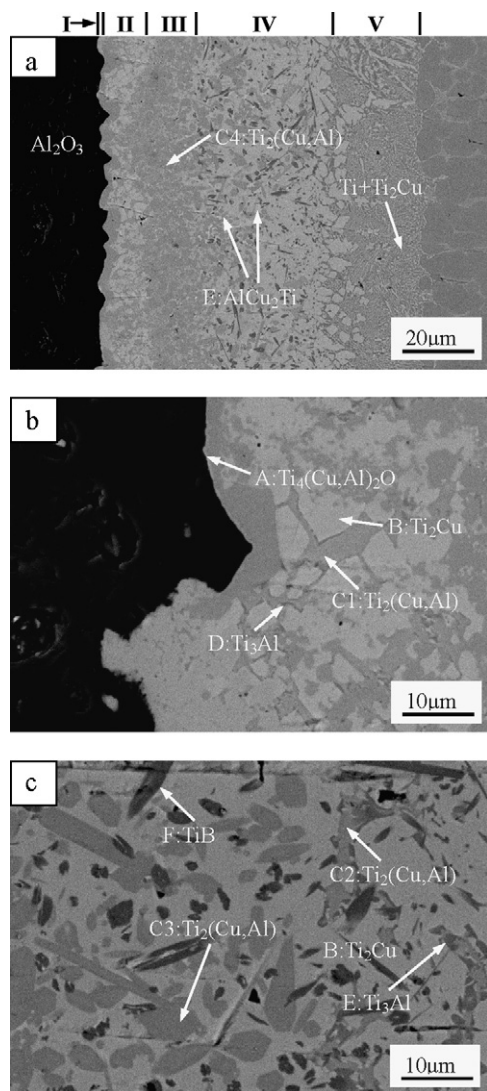 I II III IV V
a
Al₂O₃
C4:Ti₂(Cu,Al)
Ti+Ti₂Cu
E:AlCu₂Ti
20μm
b
A:Ti₄(Cu,Al)₂O
B:Ti₂Cu
C1:Ti₂(Cu,Al)
D:Ti₃Al
10μm
c
F:TiB
C2:Ti₂(Cu,Al)
C3:Ti₂(Cu,Al)
B:Ti₂Cu
E:Ti₃Al
10μm